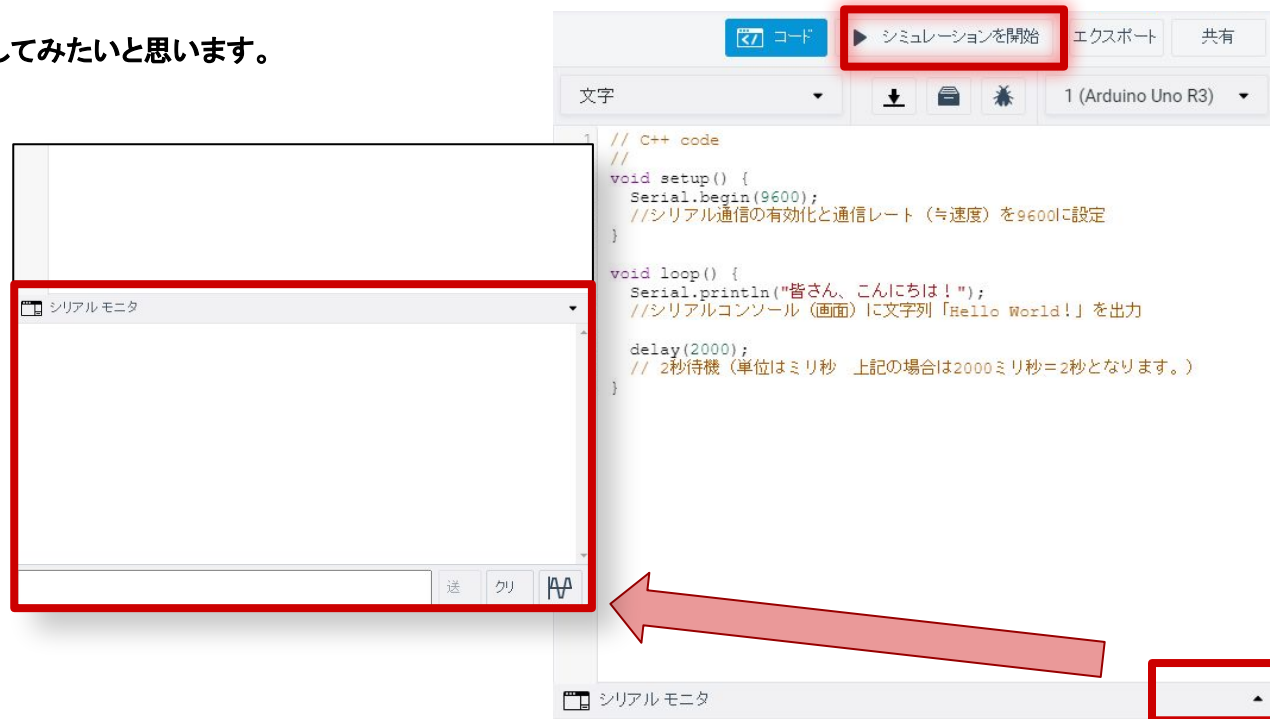 してみたいと思います。
コード
シミュレーションを開始
エクスポート
共有
文字
1 (Arduino Uno R3)
1
// C++ code
//
void setup() {
Serial.begin(9600);
//シリアル通信の有効化と通信レート（≒速度）を9600に設定
}
void loop() {
Serial.println("皆さん、こんにちは！");
//シリアルコンソール（画面）に文字列「Hello World！」を出力
delay(2000);
// 2秒待機（単位はミリ秒　上記の場合は2000ミリ秒＝2秒となります。）
}
シリアル モニタ
送
クリ
シリアル モニタ